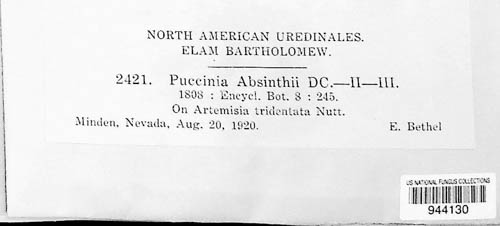 NORTH AMERICAN UREDINALES.
ELAM BARTHOLOMEW.
2421. Puccinia Absinthii DC.—II—III.
1808 : Encycl. Bot. 8 : 245.
On Artemisia tridentata Nutt.
Minden, Nevada, Aug. 20, 1920. E. Bethel
US NATIONAL FUNGUS COLLECTIONS
944130